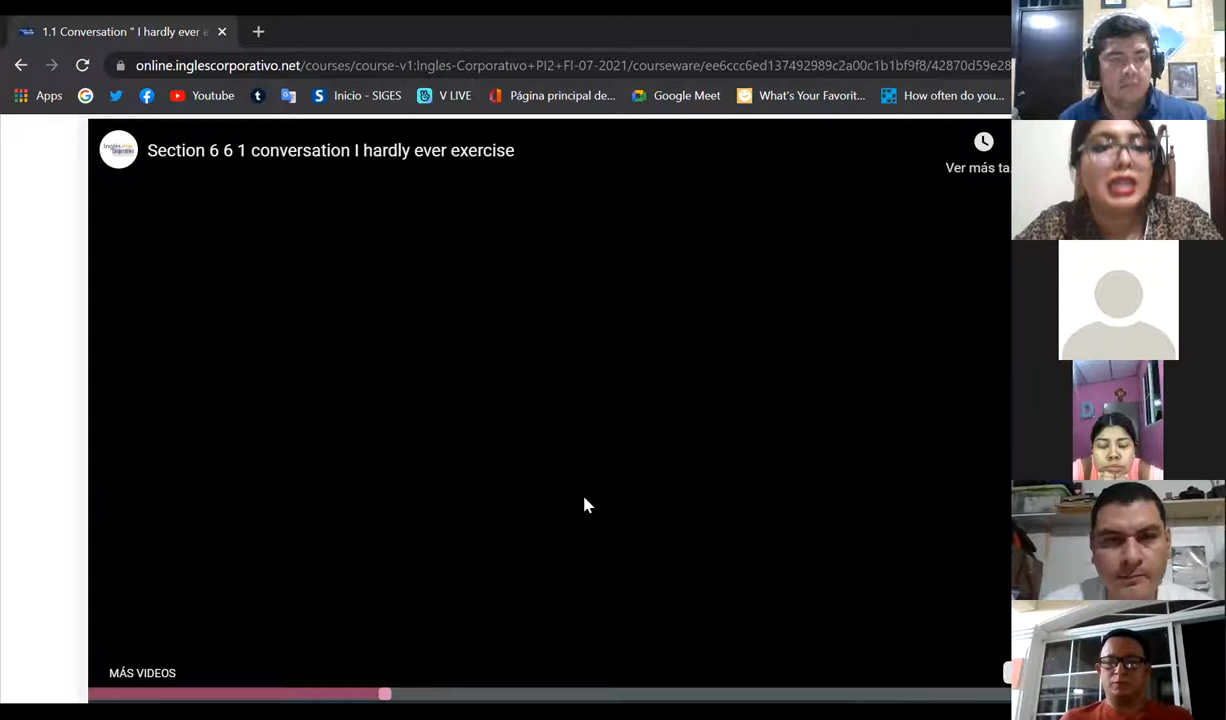 1.1 Conversation " I hardly ever e
online.inglescorporativo.net/courses/course-v1:Ingles-Corporativo+PI2+FI-07-2021/courseware/ee6ccc6ed137492989c2a00c1b1bf9f8/42870d59e28
Apps
Youtube
Inicio - SIGES
V LIVE
Página principal de...
Google Meet
What's Your Favorit...
How often do you...
Section 6 6 1 conversation I hardly ever exercise
Ver más ta
MÁS VIDEOS
D